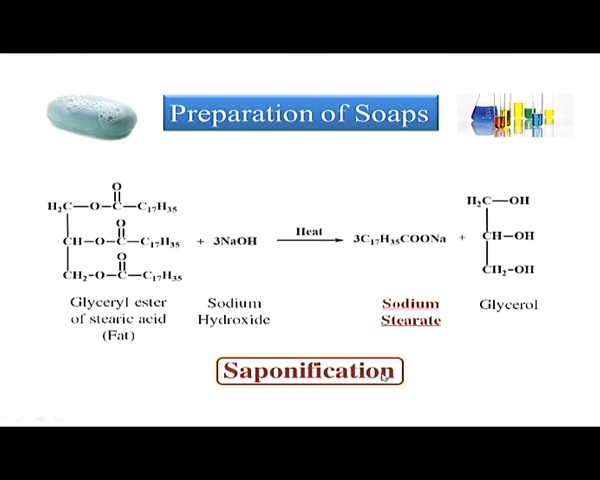 Preparation of Soaps
O
H₂C—O—C—C₁₇H₃₅
O
CH—O—C—C₁₇H₃₅ + 3NaOH Heat 3C₁₇H₃₅COONa +
O
CH₂-O—C—C₁₇H₃₅
H₂C—OH
CH—OH
CH₂-OH
Glyceryl ester
of stearic acid
(Fat)
Sodium
Hydroxide
Sodium
Stearate
Glycerol
Saponification